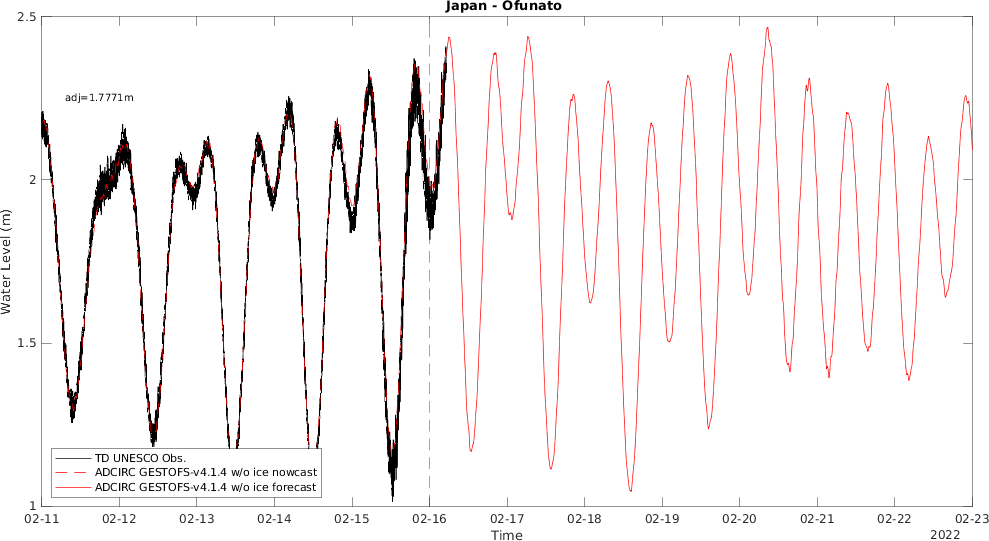 Japan - Ofunato
2.5
adj=1.7771m
2
Water Level (m)
1.5
TD UNESCO Obs.
ADCIRC GESTOFS-v4.1.4 w/o ice nowcast
ADCIRC GESTOFS-v4.1.4 w/o ice forecast
1
02-11 02-12 02-13 02-14 02-15 02-16 02-17 02-18 02-19 02-20 02-21 02-22 02-23
Time
2022